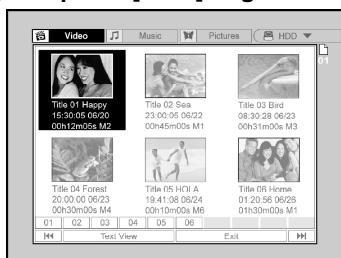 Video Music Pictures HDD
01
Title 01 Happy
15:30:05 06/20
00h12m05s M2
Title 02 Sea
23:00:05 06/22
00h45m00s M1
Title 03 Bird
08:30:28 06/23
00h31m00s M3
Title 04 Forest
20:00:00 06/23
00h30m00s M4
Title 05 HOLA
19:41:08 06/24
00h10m00s M6
Title 06 Home
01:20:56 06/26
01h30m00s M1
01 02 03 04 05 06
Text View Exit